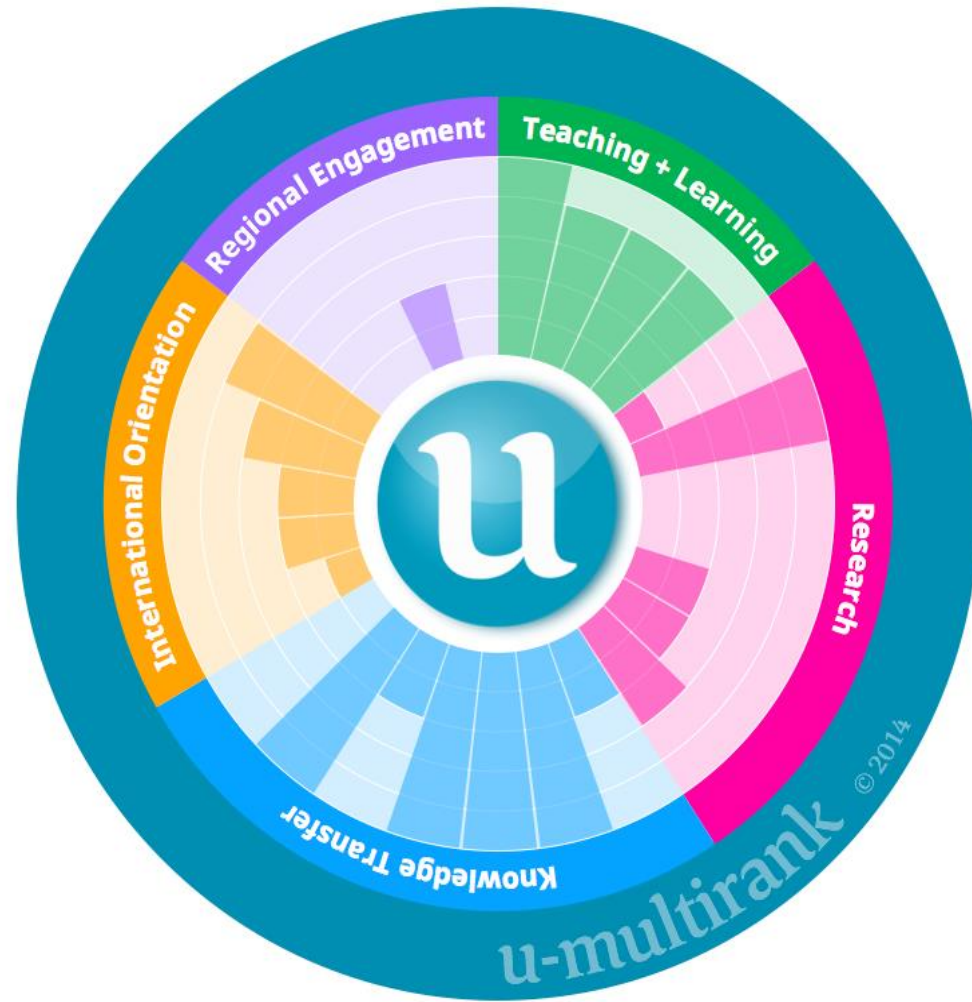 Regional Engagement
Teaching + Learning
International Orientation
Research
Knowledge Transfer
u
u-multirank © 2014